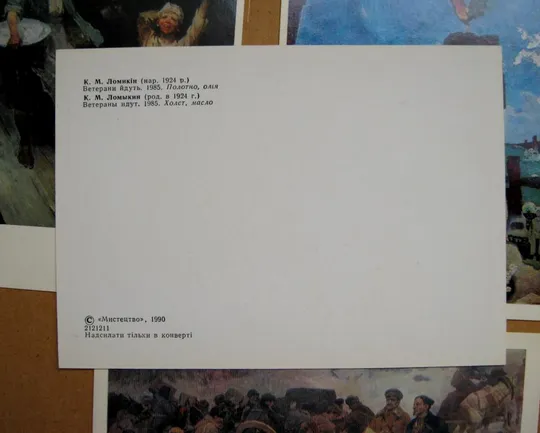 К. М. Ломикін (нар. 1924 р.)
Ветерани йдуть. 1985. Полотно, олія
К. М. Ломыкин (род. в 1924 г.)
Ветераны идут. 1985. Холст, масло
© «Мистецтво», 1990
2121211
Надсилати тільки в конверті